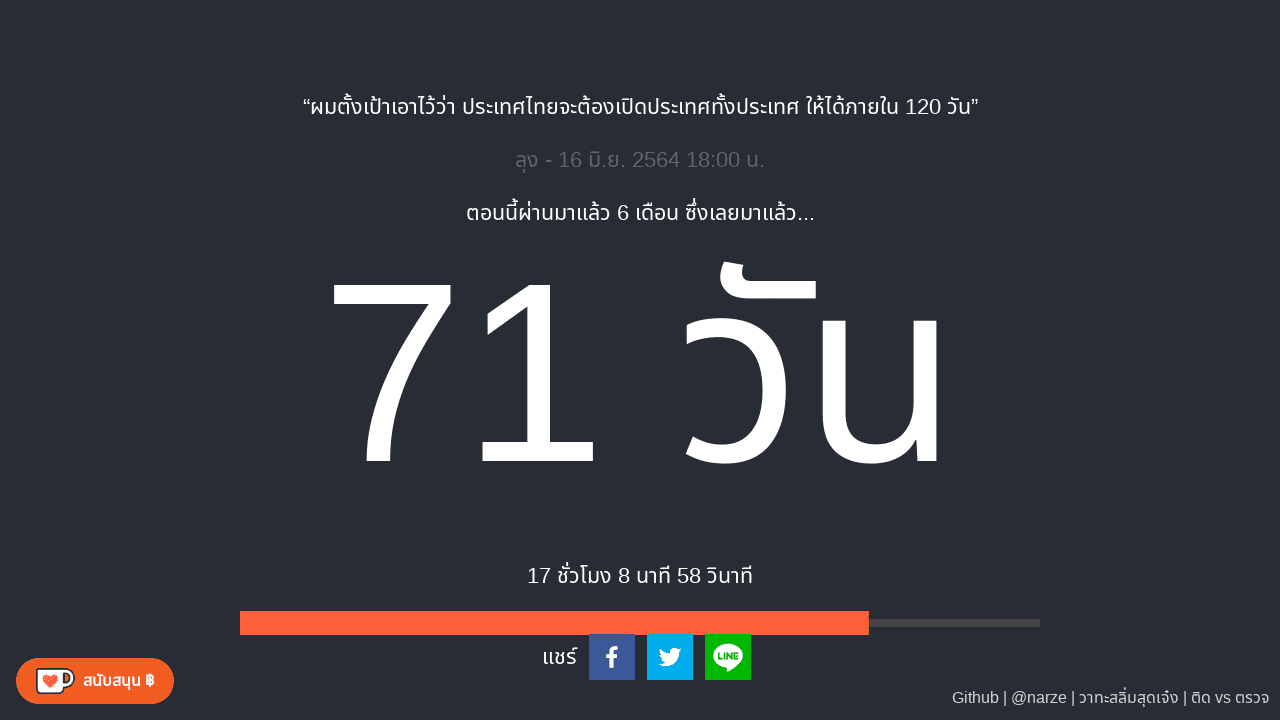 “ผมตั้งเป้าเอาไว้ว่า ประเทศไทยจะต้องเปิดประเทศทั้งประเทศ ให้ได้ภายใน 120 วัน”
ลุง - 16 มิ.ย. 2564 18:00 น.
ตอนนี้ผ่านมาแล้ว 6 เดือน ซึ่งเลยมาแล้ว...
71 วัน
17 ชั่วโมง 8 นาที 58 วินาที
แชร์
LINE
สนับสนุน ฿
Github | @narze | วาทะสลิ่มสุดเจ๋ง | ติด vs ตรวจ